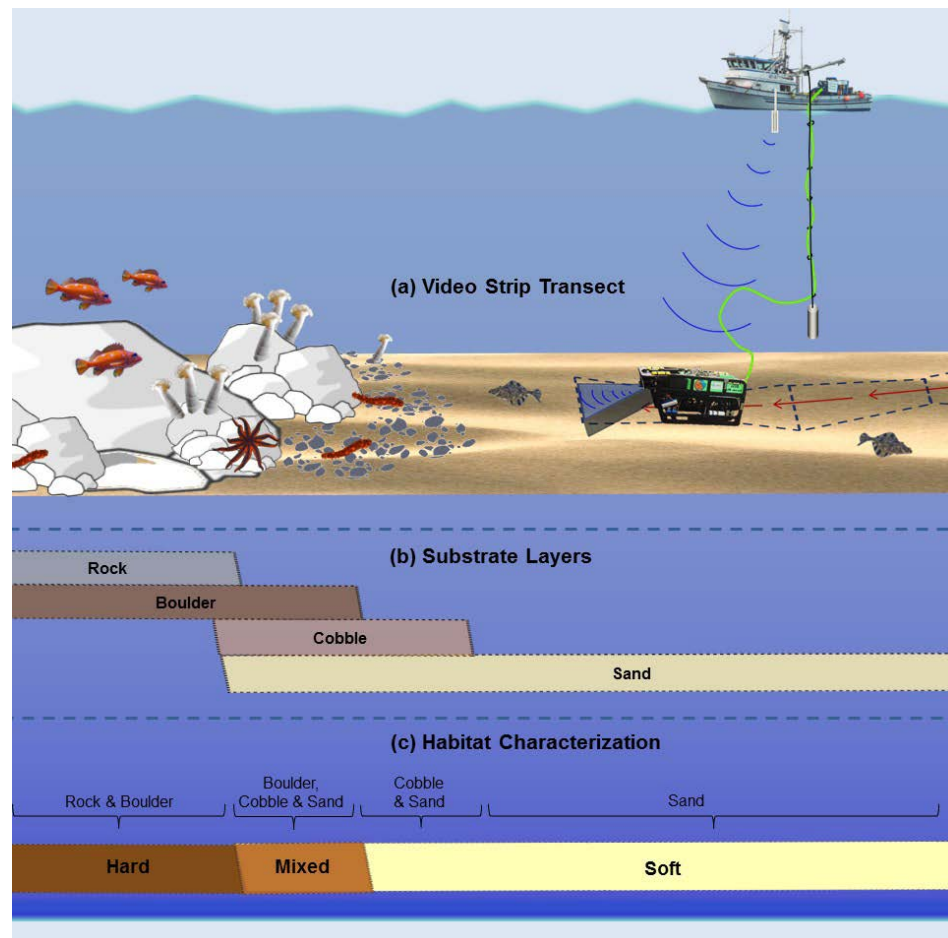 (a) Video Strip Transect
(b) Substrate Layers
Rock
Boulder
Cobble
Sand
(c) Habitat Characterization
Rock & Boulder
Boulder,
Cobble & Sand
Cobble
& Sand
Sand
Hard
Mixed
Soft